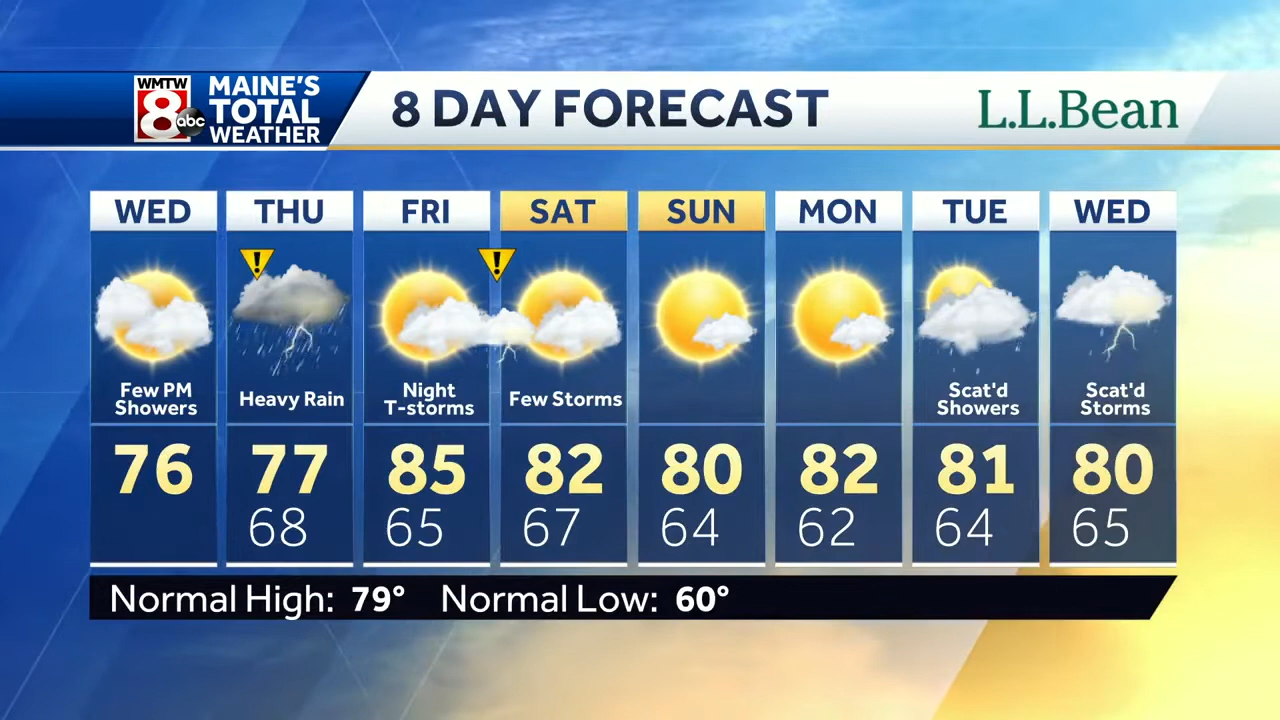 WMTW
8
abc
MAINE'S
TOTAL
WEATHER
8 DAY FORECAST
L.L.Bean
WED
THU
FRI
SAT
SUN
MON
TUE
WED
!
!
Few PM
Showers
Heavy Rain
Night
T-storms
Few Storms
Scat'd
Showers
Scat'd
Storms
76
77
85
82
80
82
81
80
68
65
67
64
62
64
65
Normal High: 79° Normal Low: 60°